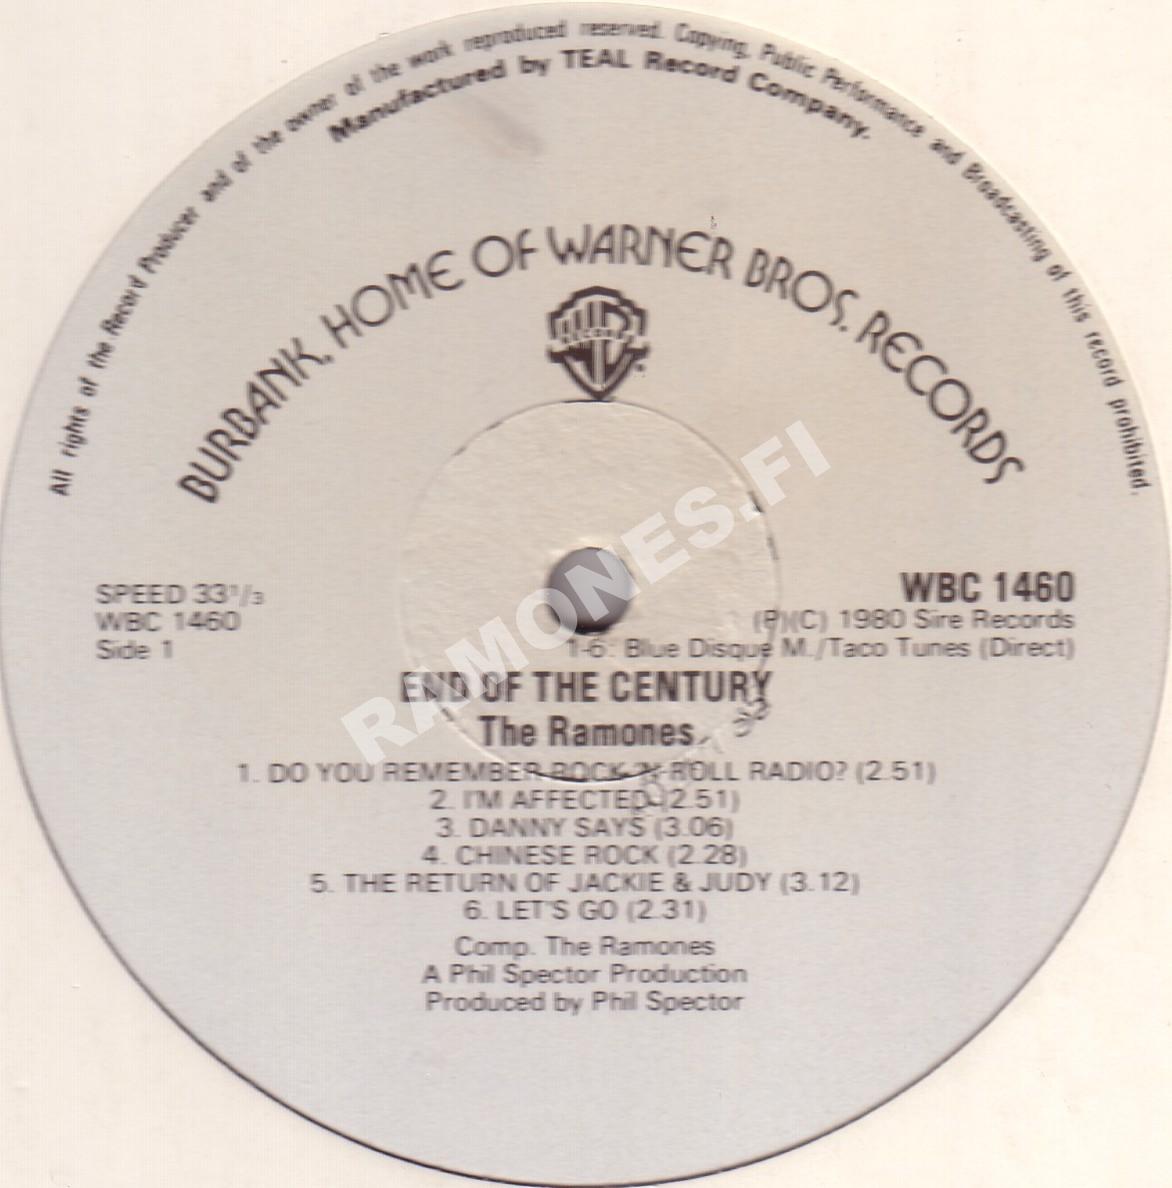 All rights of the Record Producer and of the owner of the work reproduced reserved. Copying, Public Performance and Broadcasting of this record prohibited.
Manufactured by TEAL Record Company.
BURBANK, HOME OF WARNER BROS. RECORDS
RECORDS
SPEED 33¹/₃
WBC 1460
Side 1
WBC 1460
(P)(C) 1980 Sire Records
1-6: Blue Disque M./Taco Tunes (Direct)
END OF THE CENTURY
The Ramones
1. DO YOU REMEMBER ROCK 'N' ROLL RADIO? (2.51)
2. I'M AFFECTED (2.51)
3. DANNY SAYS (3.06)
4. CHINESE ROCK (2.28)
5. THE RETURN OF JACKIE & JUDY (3.12)
6. LET'S GO (2.31)
Comp. The Ramones
A Phil Spector Production
Produced by Phil Spector
RAMONES.FI